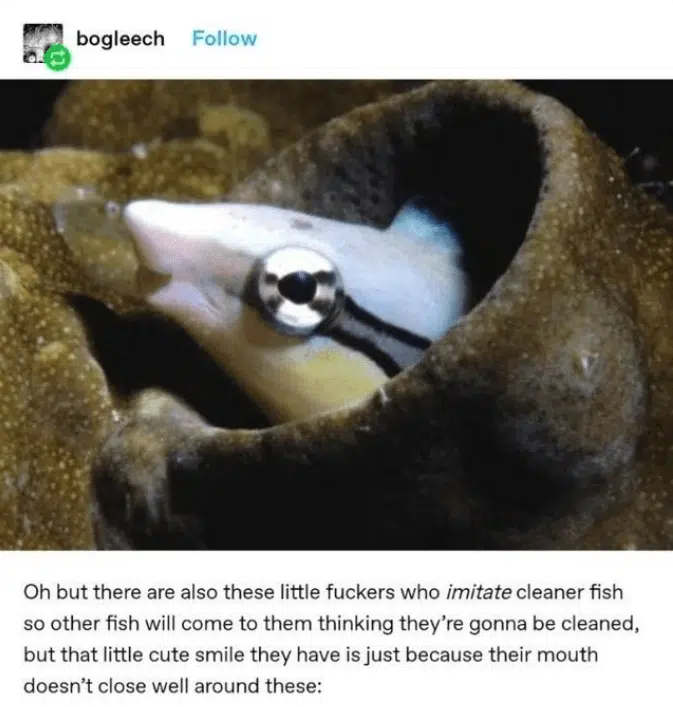 bogleech Follow
Oh but there are also these little fuckers who imitate cleaner fish
so other fish will come to them thinking they're gonna be cleaned,
but that little cute smile they have is just because their mouth
doesn't close well around these: